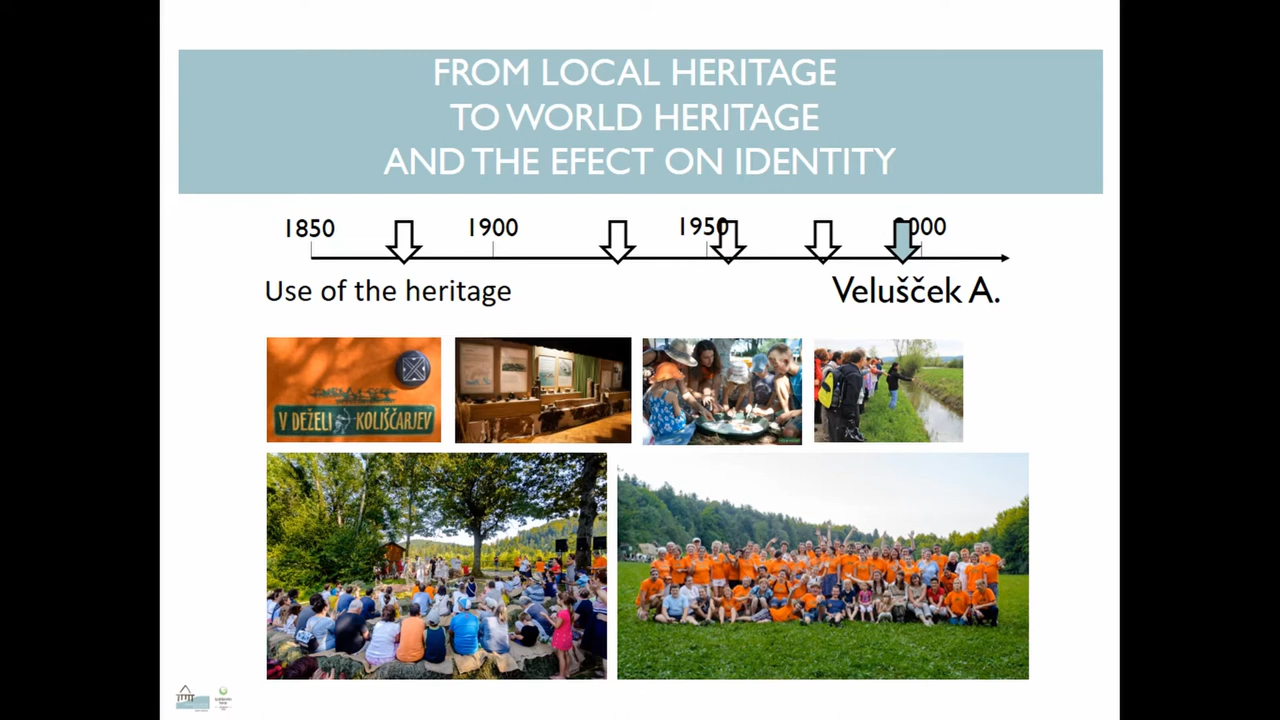 FROM LOCAL HERITAGE
TO WORLD HERITAGE
AND THE EFECT ON IDENTITY
1850 1900 1950 2000
Use of the heritage
Velušček A.
V DEŽELI KOLIŠČARJEV